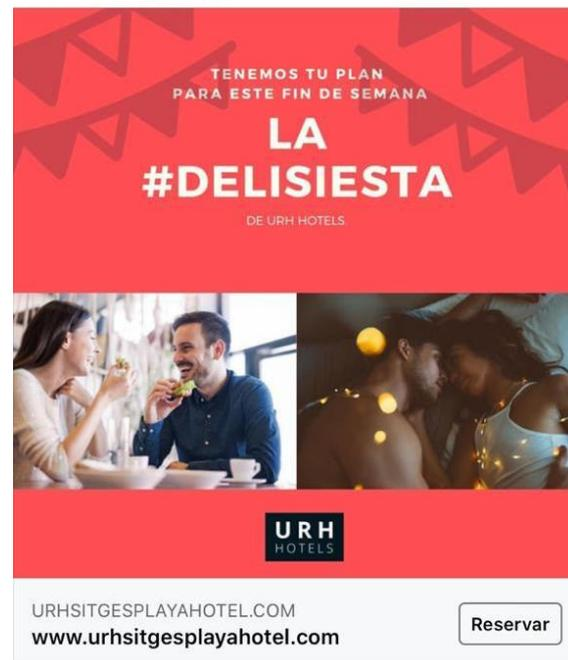 TENEMOS TU PLAN
PARA ESTE FIN DE SEMANA
LA
#DELISIESTA
DE URH HOTELS.
URH
HOTELS
URHSITGESPLAYAHOTEL.COM
www.urhsitgesplayahotel.com
Reservar